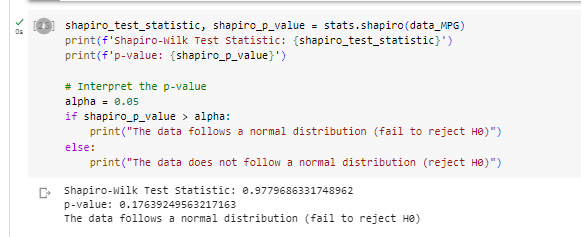 0s [25] shapiro_test_statistic, shapiro_p_value = stats.shapiro(data_MPG)
print(f'Shapiro-Wilk Test Statistic: {shapiro_test_statistic}')
print(f'p-value: {shapiro_p_value}')
# Interpret the p-value
alpha = 0.05
if shapiro_p_value > alpha:
    print("The data follows a normal distribution (fail to reject H0)")
else:
    print("The data does not follow a normal distribution (reject H0)")
Shapiro-Wilk Test Statistic: 0.9779686331748962
p-value: 0.17639249563217163
The data follows a normal distribution (fail to reject H0)